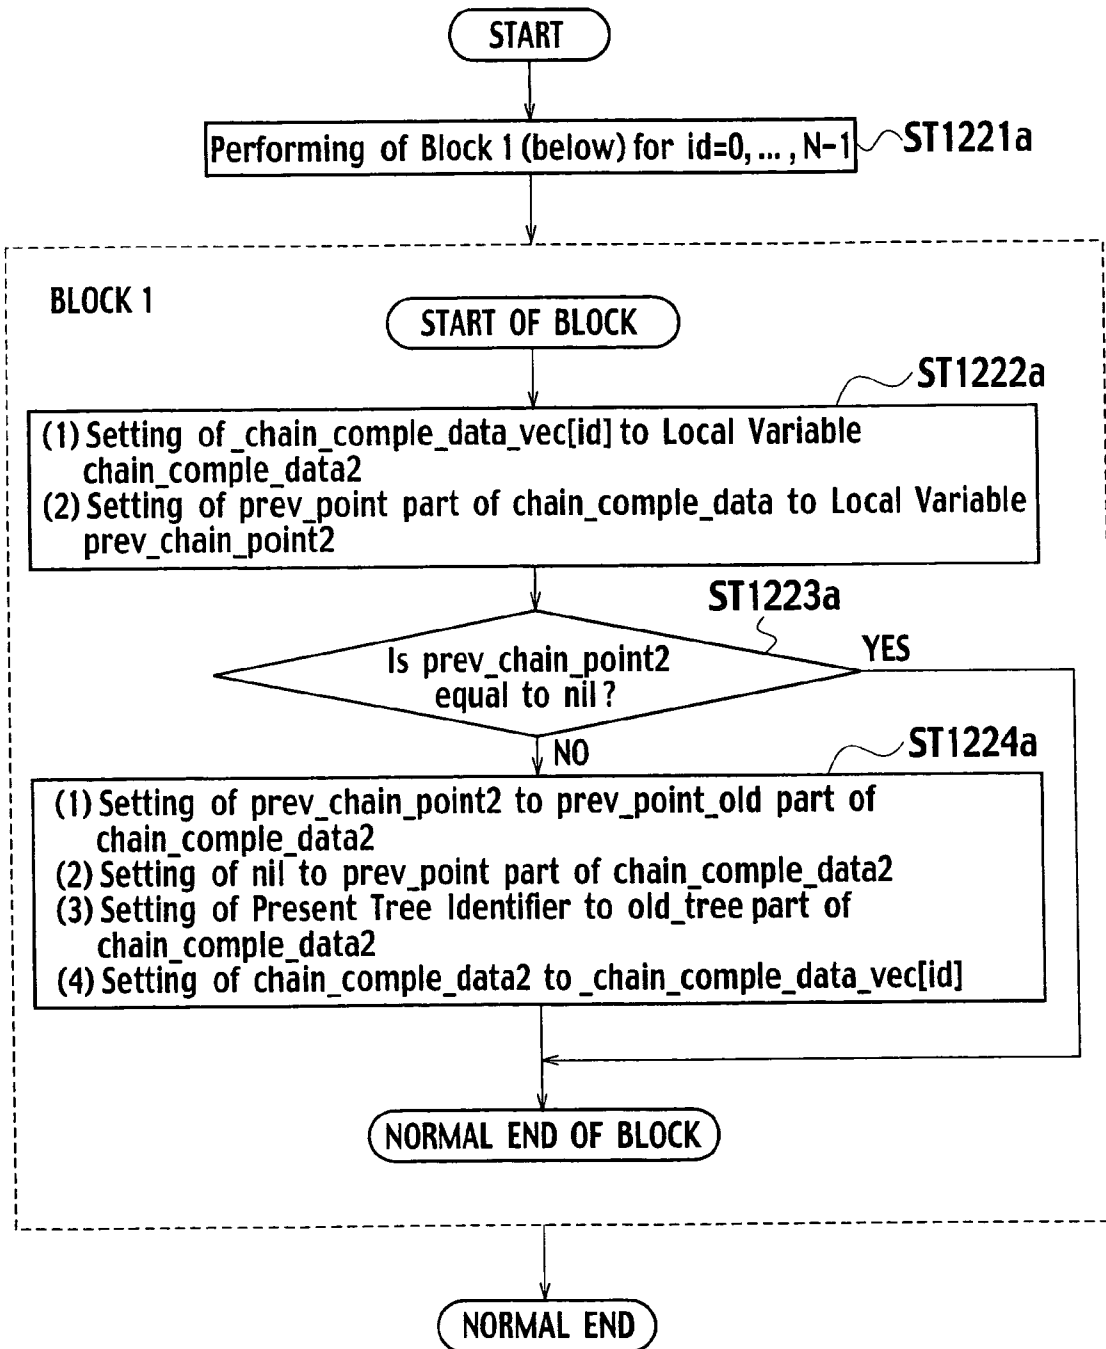 START
Performing of Block 1 (below) for id=0, ... , N-1
ST1221a
BLOCK 1
START OF BLOCK
ST1222a
(1) Setting of _chain_comple_data_vec[id] to Local Variable
chain_comple_data2
(2) Setting of prev_point part of chain_comple_data to Local Variable
prev_chain_point2
ST1223a
Is prev_chain_point2
equal to nil ?
YES
NO
ST1224a
(1) Setting of prev_chain_point2 to prev_point_old part of
chain_comple_data2
(2) Setting of nil to prev_point part of chain_comple_data2
(3) Setting of Present Tree Identifier to old_tree part of
chain_comple_data2
(4) Setting of chain_comple_data2 to _chain_comple_data_vec[id]
NORMAL END OF BLOCK
NORMAL END